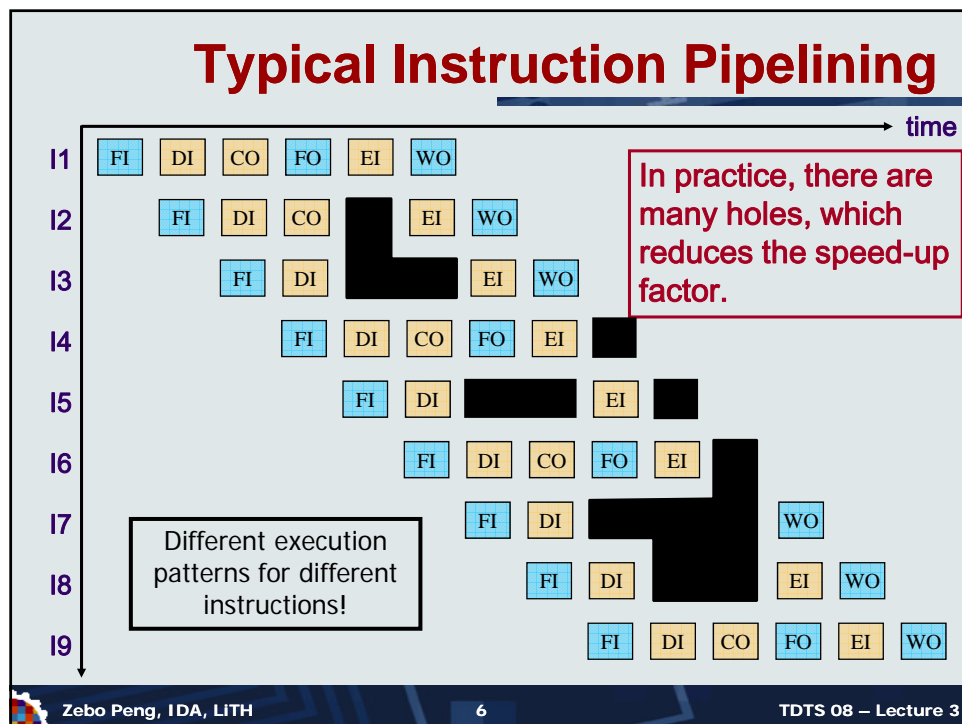 Typical Instruction Pipelining
time
I1 FI DI CO FO EI WO
In practice, there are
many holes, which
reduces the speed-up
factor.
I2 FI DI CO EI WO
I3 FI DI EI WO
I4 FI DI CO FO EI
I5 FI DI EI
I6 FI DI CO FO EI
I7 FI DI WO
Different execution
patterns for different
instructions!
I8 FI DI EI WO
I9 FI DI CO FO EI WO
Zebo Peng, IDA, LiTH 6 TDTS 08 – Lecture 3